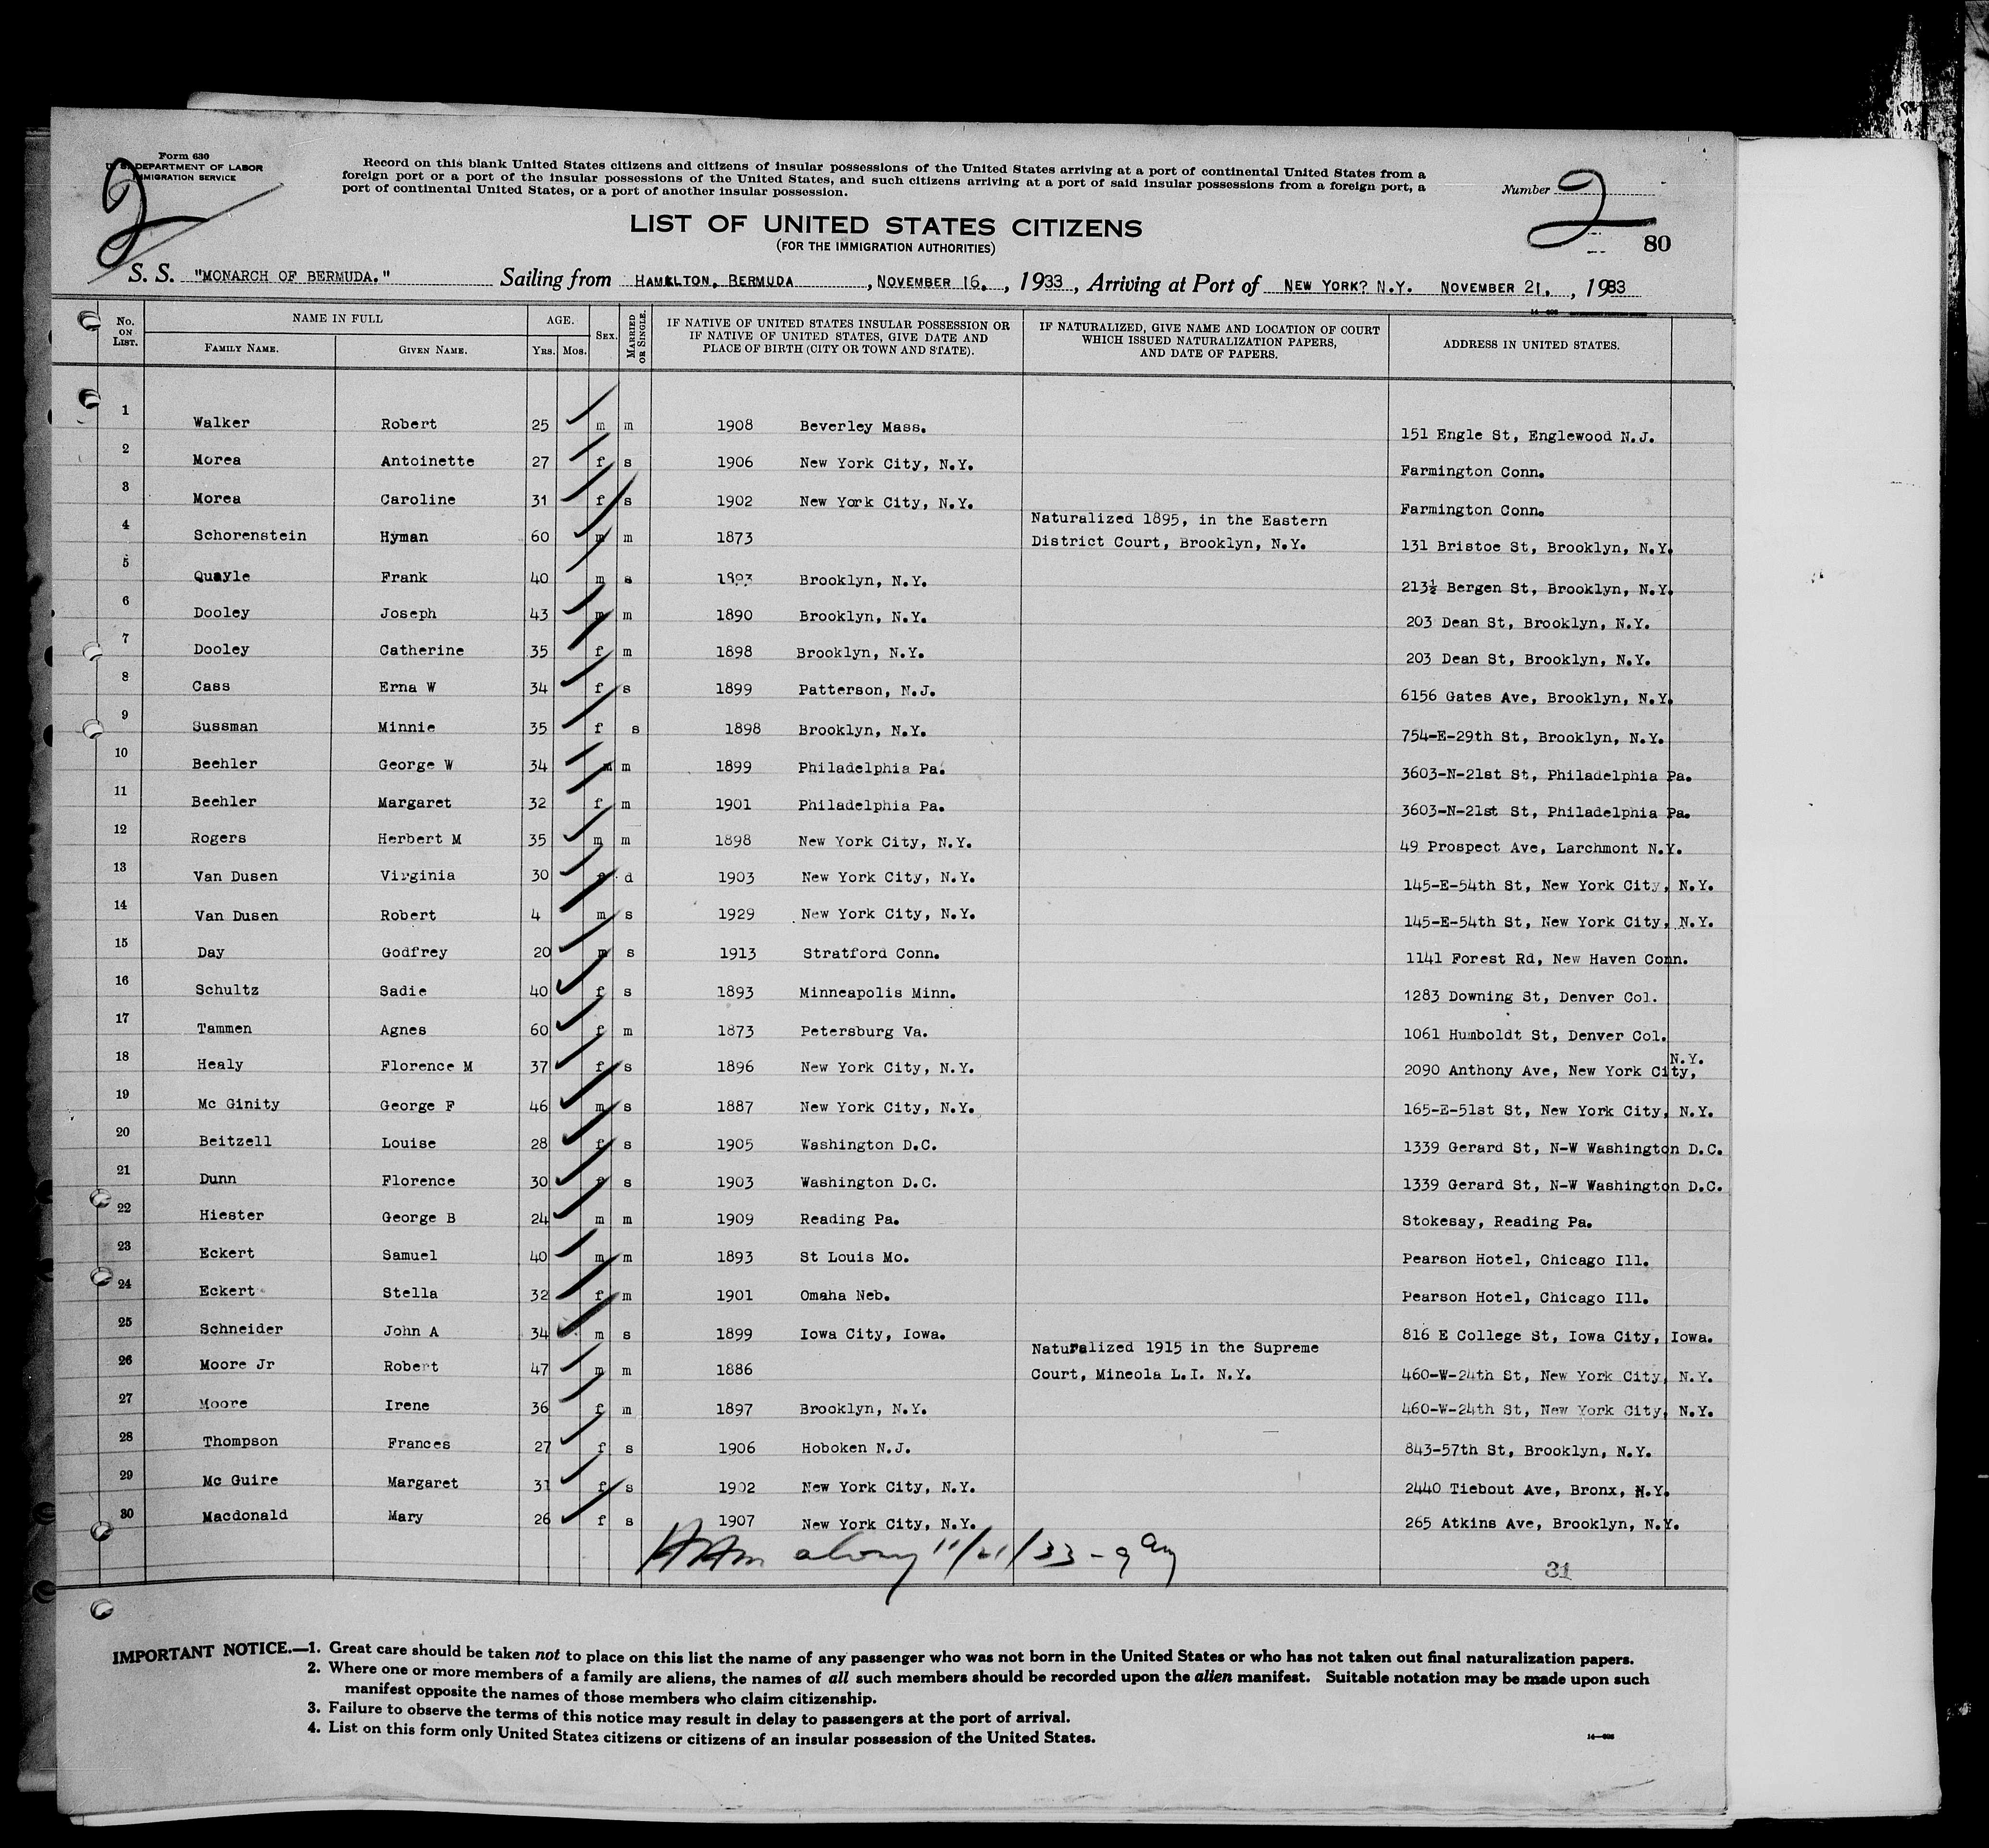 Form 630
U. S. DEPARTMENT OF LABOR
IMMIGRATION SERVICE
2
Record on this blank United States citizens and citizens of insular possessions of the United States arriving at a port of continental United States from a
foreign port or a port of the insular possessions of the United States, and such citizens arriving at a port of said insular possessions from a foreign port, a
port of continental United States, or a port of another insular possession.
Number 2
LIST OF UNITED STATES CITIZENS
(FOR THE IMMIGRATION AUTHORITIES)
80
S. S. "MONARCH OF BERMUDA." Sailing from HAMILTON, BERMUDA, NOVEMBER 16., 1933, Arriving at Port of NEW YORK? N.Y. NOVEMBER 21., 1933
No. ON LIST. NAME IN FULL FAMILY NAME. GIVEN NAME. AGE. YRS. MOS. SEX. MARRIED OR SINGLE. IF NATIVE OF UNITED STATES INSULAR POSSESSION OR IF NATIVE OF UNITED STATES, GIVE DATE AND PLACE OF BIRTH (CITY OR TOWN AND STATE). IF NATURALIZED, GIVE NAME AND LOCATION OF COURT WHICH ISSUED NATURALIZATION PAPERS, AND DATE OF PAPERS. ADDRESS IN UNITED STATES.
1 Walker Robert 25 m m 1908 Beverley Mass. 151 Engle St, Englewood N.J.
2 Morea Antoinette 27 f s 1906 New York City, N.Y. Farmington Conn.
3 Morea Caroline 31 f s 1902 New York City, N.Y. Farmington Conn.
4 Schorenstein Hyman 60 m m 1873 Naturalized 1895, in the Eastern District Court, Brooklyn, N.Y. 131 Bristoe St, Brooklyn, N.Y.
5 Quayle Frank 40 m s 1893 Brooklyn, N.Y. 213½ Bergen St, Brooklyn, N.Y.
6 Dooley Joseph 43 m m 1890 Brooklyn, N.Y. 203 Dean St, Brooklyn, N.Y.
7 Dooley Catherine 35 f m 1898 Brooklyn, N.Y. 203 Dean St, Brooklyn, N.Y.
8 Cass Erna W 34 f s 1899 Patterson, N.J. 6156 Gates Ave, Brooklyn, N.Y.
9 Sussman Minnie 35 f s 1898 Brooklyn, N.Y. 754-E-29th St, Brooklyn, N.Y.
10 Beehler George W 34 m m 1899 Philadelphia Pa. 3603-N-21st St, Philadelphia Pa.
11 Beehler Margaret 32 f m 1901 Philadelphia Pa. 3603-N-21st St, Philadelphia Pa.
12 Rogers Herbert M 35 m m 1898 New York City, N.Y. 49 Prospect Ave, Larchmont N.Y.
13 Van Dusen Virginia 30 f d 1903 New York City, N.Y. 145-E-54th St, New York City, N.Y.
14 Van Dusen Robert 4 m s 1929 New York City, N.Y. 145-E-54th St, New York City, N.Y.
15 Day Godfrey 20 m s 1913 Stratford Conn. 1141 Forest Rd, New Haven Conn.
16 Schultz Sadie 40 f s 1893 Minneapolis Minn. 1283 Downing St, Denver Col.
17 Tammen Agnes 60 f m 1873 Petersburg Va. 1061 Humboldt St, Denver Col.
18 Healy Florence M 37 f s 1896 New York City, N.Y. 2090 Anthony Ave, New York City, N.Y.
19 Mc Ginity George F 46 m s 1887 New York City, N.Y. 165-E-51st St, New York City, N.Y.
20 Beitzell Louise 28 f s 1905 Washington D.C. 1339 Gerard St, N-W Washington D.C.
21 Dunn Florence 30 f s 1903 Washington D.C. 1339 Gerard St, N-W Washington D.C.
22 Hiester George B 24 m m 1909 Reading Pa. Stokesay, Reading Pa.
23 Eckert Samuel 40 m m 1893 St Louis Mo. Pearson Hotel, Chicago Ill.
24 Eckert Stella 32 f m 1901 Omaha Neb. Pearson Hotel, Chicago Ill.
25 Schneider John A 34 m s 1899 Iowa City, Iowa. 816 E College St, Iowa City, Iowa.
26 Moore Jr Robert 47 m m 1886 Naturalized 1915 in the Supreme Court, Mineola L.I. N.Y. 460-W-24th St, New York City, N.Y.
27 Moore Irene 36 f m 1897 Brooklyn, N.Y. 460-W-24th St, New York City, N.Y.
28 Thompson Frances 27 f s 1906 Hoboken N.J. 843-57th St, Brooklyn, N.Y.
29 Mc Guire Margaret 31 f s 1902 New York City, N.Y. 2440 Tiebout Ave, Bronx, N.Y.
30 Macdonald Mary 26 f s 1907 New York City, N.Y. 265 Atkins Ave, Brooklyn, N.Y.
11/21/33 - 9 am
31
IMPORTANT NOTICE.—1. Great care should be taken not to place on this list the name of any passenger who was not born in the United States or who has not taken out final naturalization papers.
2. Where one or more members of a family are aliens, the names of all such members should be recorded upon the alien manifest. Suitable notation may be made upon such
manifest opposite the names of those members who claim citizenship.
3. Failure to observe the terms of this notice may result in delay to passengers at the port of arrival.
4. List on this form only United States citizens or citizens of an insular possession of the United States.